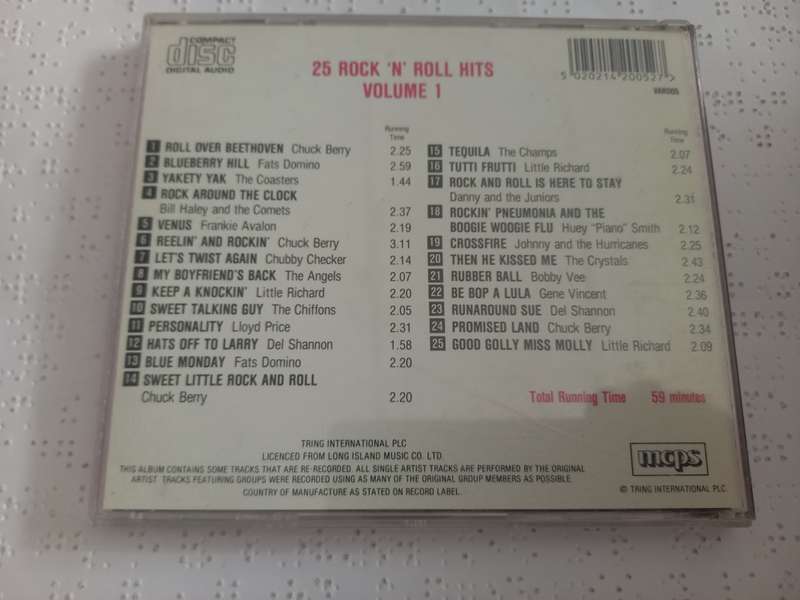 COMPACT
disc
DIGITAL AUDIO
25 ROCK 'N' ROLL HITS
VOLUME 1
5 020214 200527 >
Running
Time
1 ROLL OVER BEETHOVEN Chuck Berry 2.25
2 BLUEBERRY HILL Fats Domino 2.59
3 YAKETY YAK The Coasters 1.44
4 ROCK AROUND THE CLOCK
Bill Haley and the Comets 2.37
5 VENUS Frankie Avalon 2.19
6 REELIN' AND ROCKIN' Chuck Berry 3.11
7 LET'S TWIST AGAIN Chubby Checker 2.14
8 MY BOYFRIEND'S BACK The Angels 2.07
9 KEEP A KNOCKIN' Little Richard 2.20
10 SWEET TALKING GUY The Chiffons 2.05
11 PERSONALITY Lloyd Price 2.31
12 HATS OFF TO LARRY Del Shannon 1.58
13 BLUE MONDAY Fats Domino 2.20
14 SWEET LITTLE ROCK AND ROLL
Chuck Berry 2.20
Running
Time
15 TEQUILA The Champs 2.07
16 TUTTI FRUTTI Little Richard 2.24
17 ROCK AND ROLL IS HERE TO STAY
Danny and the Juniors 2.31
18 ROCKIN' PNEUMONIA AND THE
BOOGIE WOOGIE FLU Huey "Piano" Smith 2.12
19 CROSSFIRE Johnny and the Hurricanes 2.25
20 THEN HE KISSED ME The Crystals 2.43
21 RUBBER BALL Bobby Vee 2.24
22 BE BOP A LULA Gene Vincent 2.36
23 RUNAROUND SUE Del Shannon 2.40
24 PROMISED LAND Chuck Berry 2.34
25 GOOD GOLLY MISS MOLLY Little Richard 2.09
Total Running Time 59 minutes
TRING INTERNATIONAL PLC
LICENCED FROM LONG ISLAND MUSIC CO. LTD.
THIS ALBUM CONTAINS SOME TRACKS THAT ARE RE-RECORDED. ALL SINGLE ARTIST TRACKS ARE PERFORMED BY THE ORIGINAL
ARTIST. TRACKS FEATURING GROUPS WERE RECORDED USING AS MANY OF THE ORIGINAL GROUP MEMBERS AS POSSIBLE.
COUNTRY OF MANUFACTURE AS STATED ON RECORD LABEL.
mcps
© TRING INTERNATIONAL PLC.